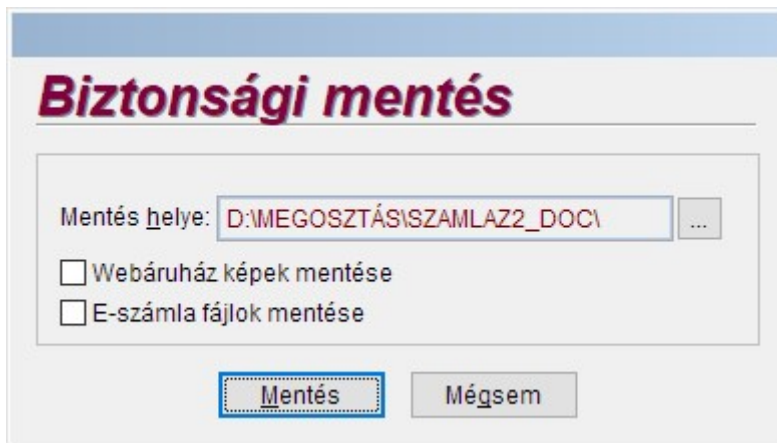 Biztonsági mentés
Mentés helye: D:\MEGOSZTÁS\SZAMLAZ2_DOC\ ...
Webáruház képek mentése
E-számla fájlok mentése
Mentés Mégsem